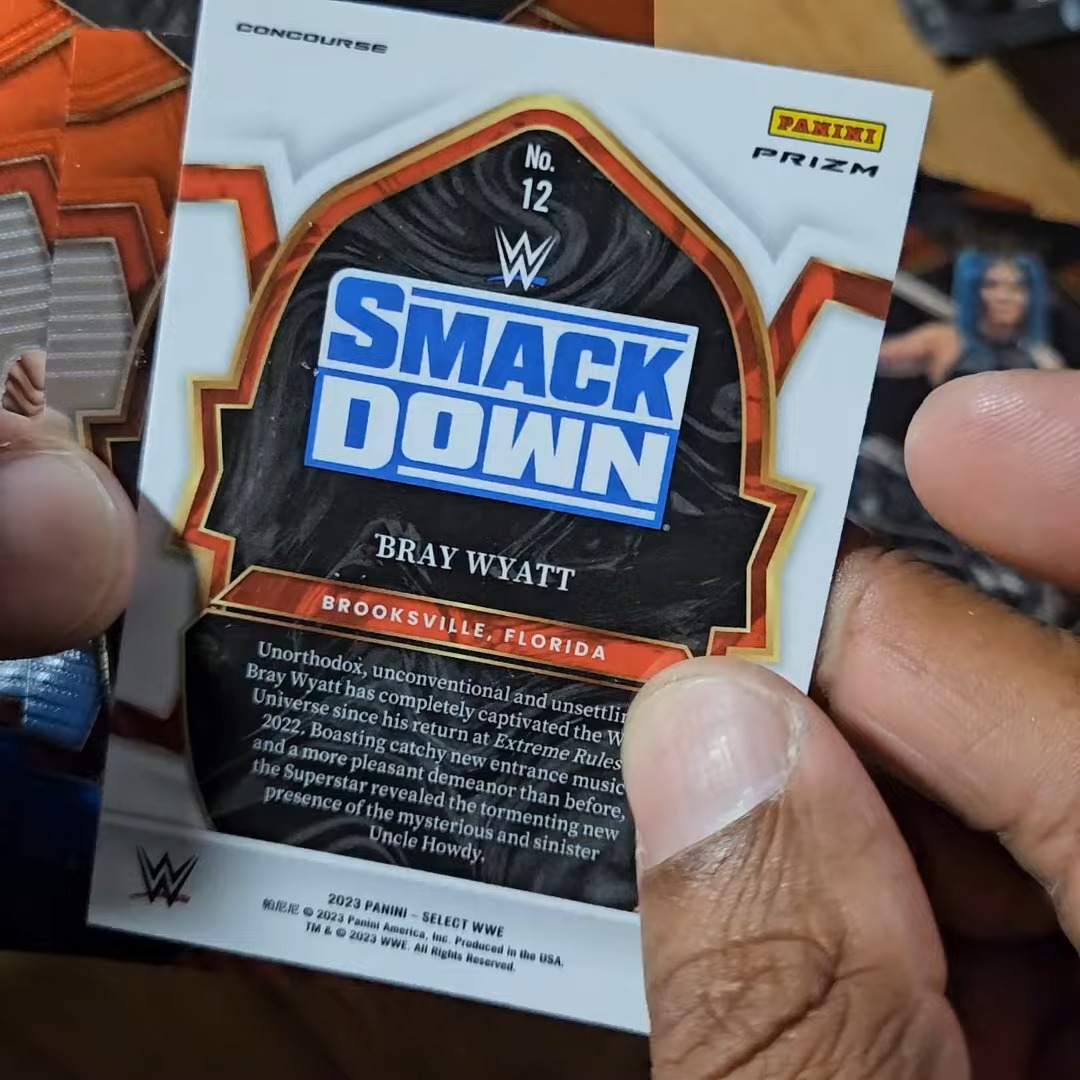 CONCOURSE
PANINI
PRIZM
No.
12
W
SMACK
DOWN
BRAY WYATT
BROOKSVILLE, FLORIDA
Unorthodox, unconventional and
Bray Wyatt has completely captivated the
Universe since his return at Extreme Rules
2022. Boasting catchy new entrance music
and a more pleasant demeanor than before,
the Superstar revealed the tormenting new
presence of the mysterious and sinister
Uncle Howdy.
W
2023 PANINI – SELECT WWE
帕尼尼 © 2023 Panini America, Inc. Produced in the USA.
TM & © 2023 WWE. All Rights Reserved.